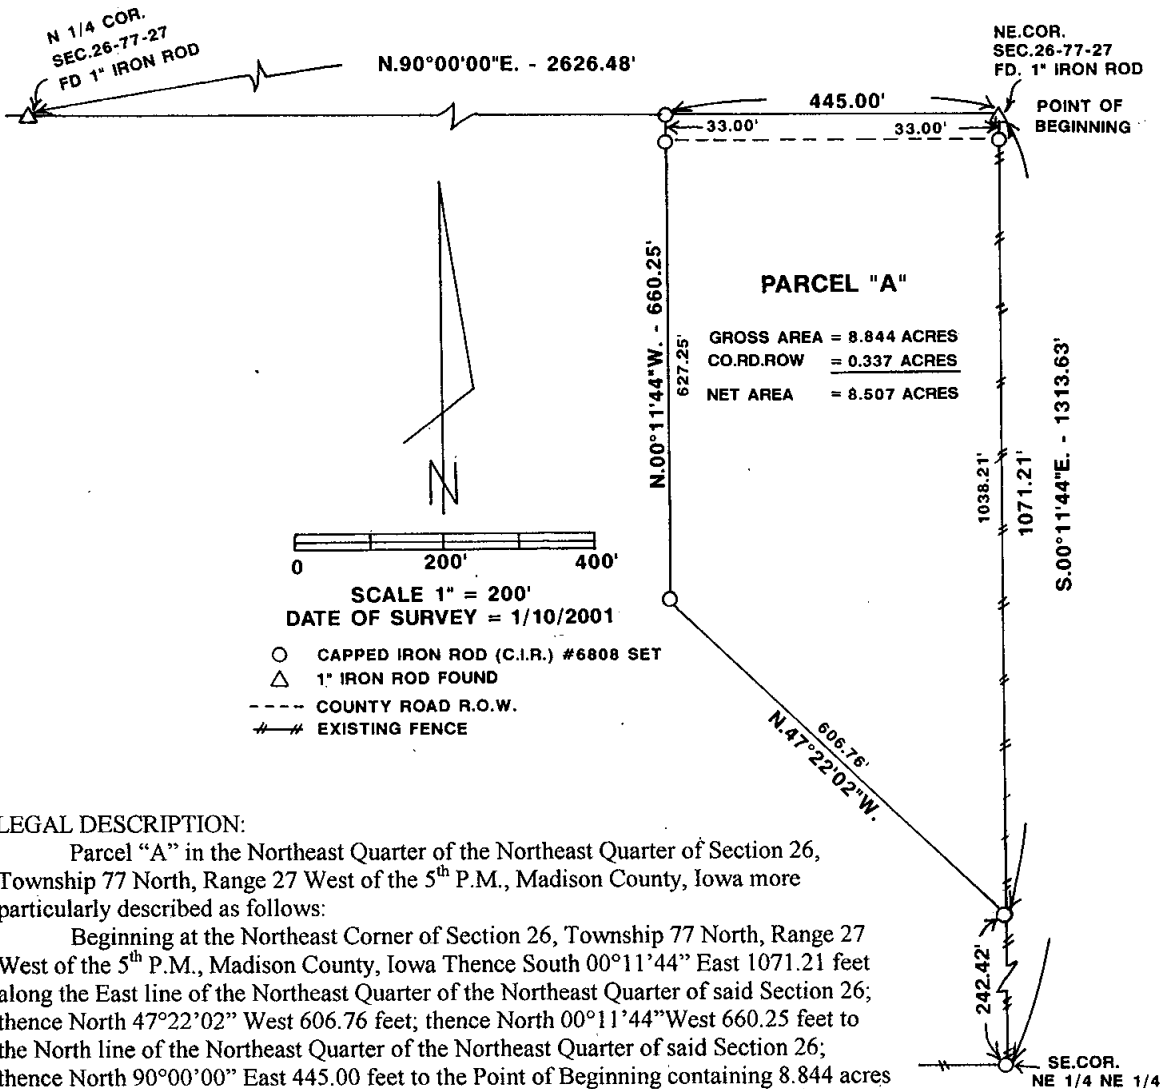 N 1/4 COR.
SEC.26-77-27
FD 1" IRON ROD
N.90°00'00"E. - 2626.48'
NE.COR.
SEC.26-77-27
FD. 1" IRON ROD
445.00'
POINT OF
BEGINNING
33.00'
33.00'
N.00°11'44"W. - 660.25'
627.25'
PARCEL "A"
GROSS AREA = 8.844 ACRES
CO.RD.ROW = 0.337 ACRES
NET AREA = 8.507 ACRES
1038.21'
1071.21'
S.00°11'44"E. - 1313.63'
N
0 200' 400'
SCALE 1" = 200'
DATE OF SURVEY = 1/10/2001
CAPPED IRON ROD (C.I.R.) #6808 SET
1" IRON ROD FOUND
COUNTY ROAD R.O.W.
EXISTING FENCE
606.76'
N.47°22'02"W.
242.42'
SE.COR.
NE 1/4 NE 1/4
LEGAL DESCRIPTION:
Parcel “A” in the Northeast Quarter of the Northeast Quarter of Section 26,
Township 77 North, Range 27 West of the 5th P.M., Madison County, Iowa more
particularly described as follows:
Beginning at the Northeast Corner of Section 26, Township 77 North, Range 27
West of the 5th P.M., Madison County, Iowa Thence South 00°11'44” East 1071.21 feet
along the East line of the Northeast Quarter of the Northeast Quarter of said Section 26;
thence North 47°22'02” West 606.76 feet; thence North 00°11'44”West 660.25 feet to
the North line of the Northeast Quarter of the Northeast Quarter of said Section 26;
thence North 90°00'00” East 445.00 feet to the Point of Beginning containing 8.844 acres